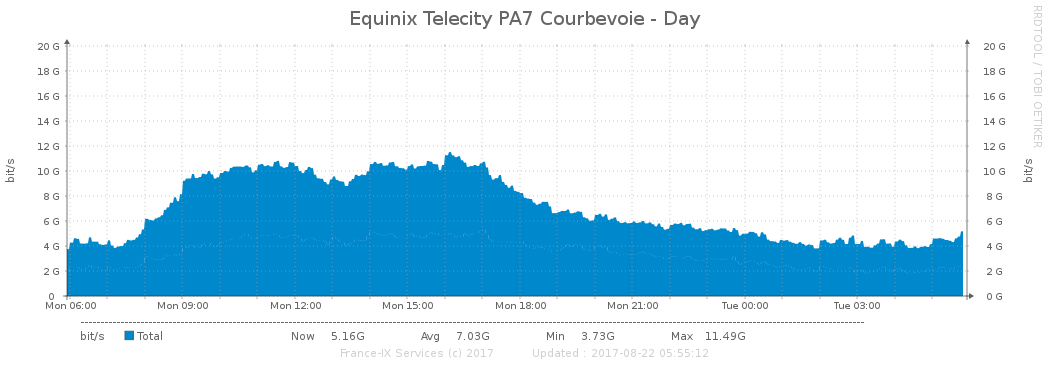 Equinix Telecity PA7 Courbevoie - Day
RRDTOOL / TOBI OETIKER
bit/s
20 G 20 G
18 G 18 G
16 G 16 G
14 G 14 G
12 G 12 G
10 G 10 G
8 G 8 G
6 G 6 G
4 G 4 G
2 G 2 G
0 0 G
bit/s
Mon 06:00 Mon 09:00 Mon 12:00 Mon 15:00 Mon 18:00 Mon 21:00 Tue 00:00 Tue 03:00
bit/s Total Now 5.16G Avg 7.03G Min 3.73G Max 11.49G
France-IX Services (c) 2017 Updated : 2017-08-22 05:55:12